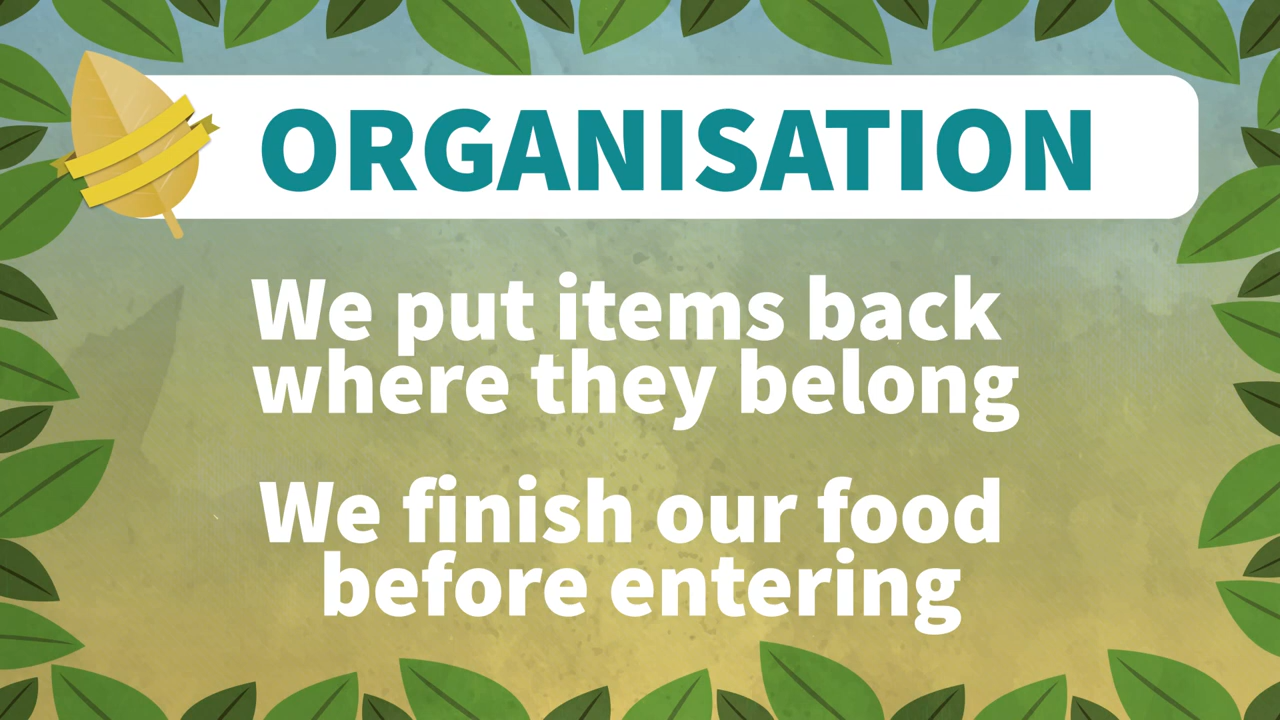 ORGANISATION
We put items back
where they belong
We finish our food
before entering